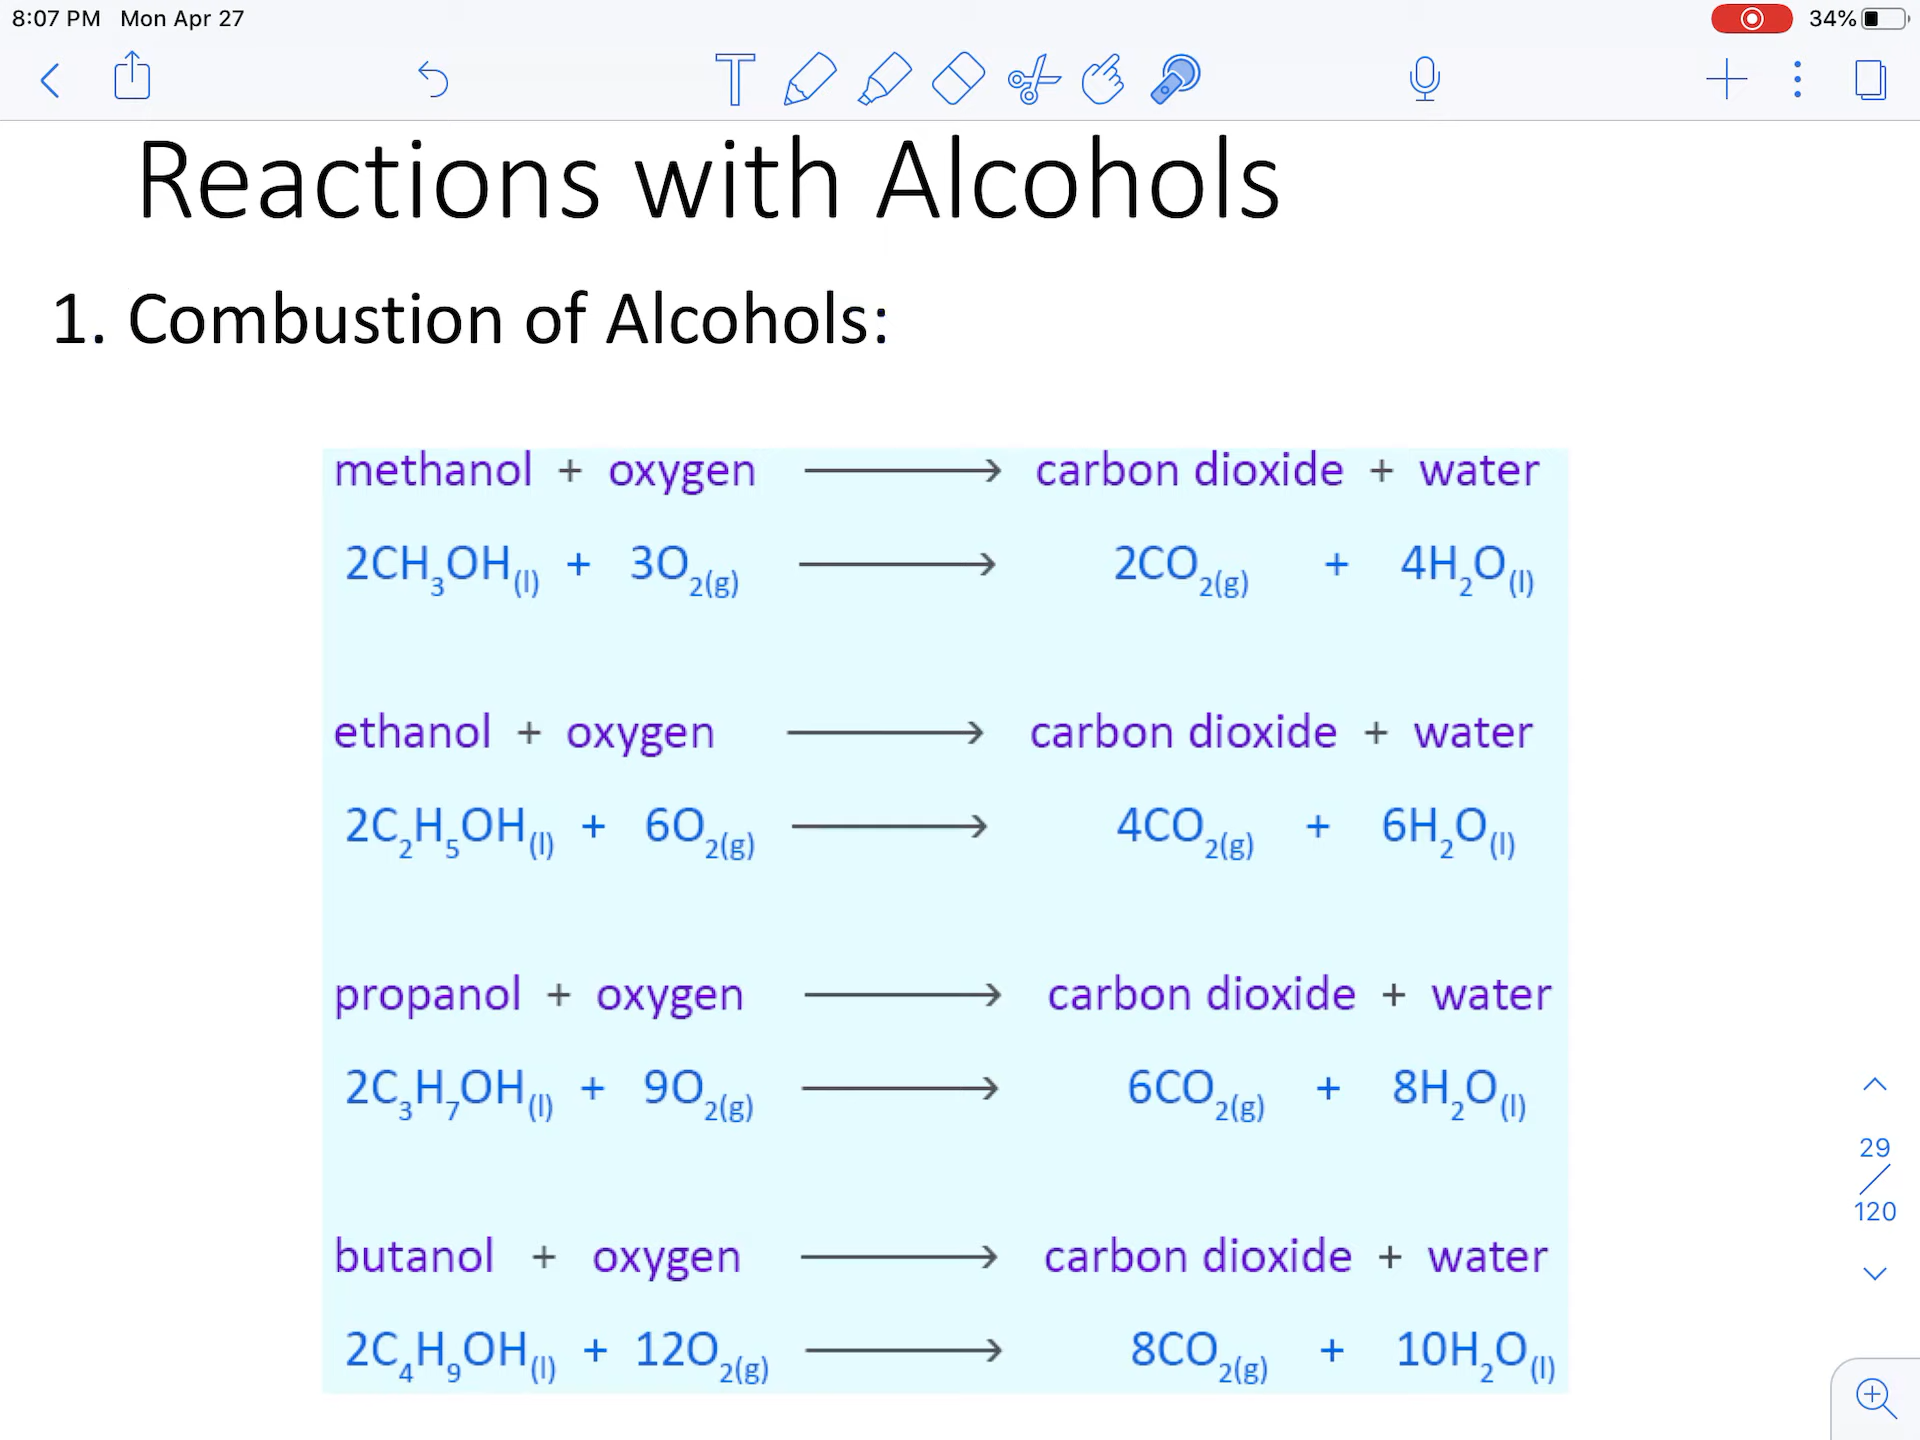 8:07 PM Mon Apr 27 34%
Reactions with Alcohols
1. Combustion of Alcohols:
methanol + oxygen ⟶ carbon dioxide + water
2CH₃OH(l) + 3O₂(g) ⟶ 2CO₂(g) + 4H₂O(l)
ethanol + oxygen ⟶ carbon dioxide + water
2C₂H₅OH(l) + 6O₂(g) ⟶ 4CO₂(g) + 6H₂O(l)
propanol + oxygen ⟶ carbon dioxide + water
2C₃H₇OH(l) + 9O₂(g) ⟶ 6CO₂(g) + 8H₂O(l)
butanol + oxygen ⟶ carbon dioxide + water
2C₄H₉OH(l) + 12O₂(g) ⟶ 8CO₂(g) + 10H₂O(l)
29
/
120